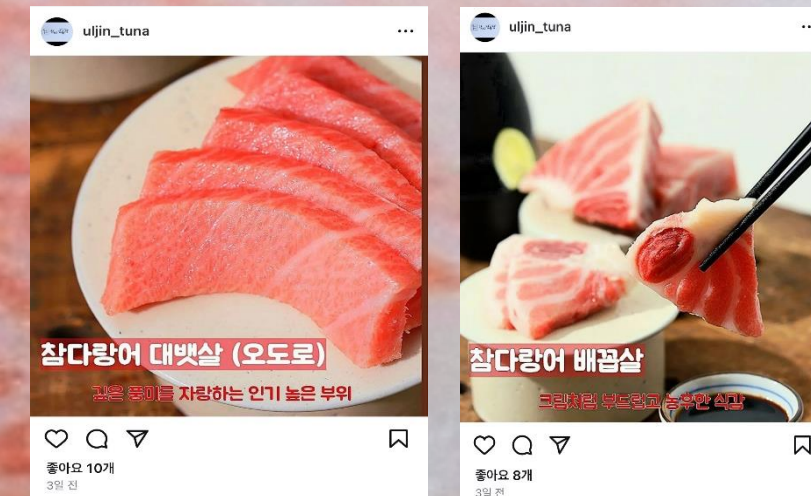 uljin_tuna
참다랑어 대뱃살 (오도로)
깊은 풍미를 자랑하는 인기 높은 부위
좋아요 10개
3일 전
uljin_tuna
참다랑어 배꼽살
크림처럼 부드럽고 농후한 식감
좋아요 8개
3일 전